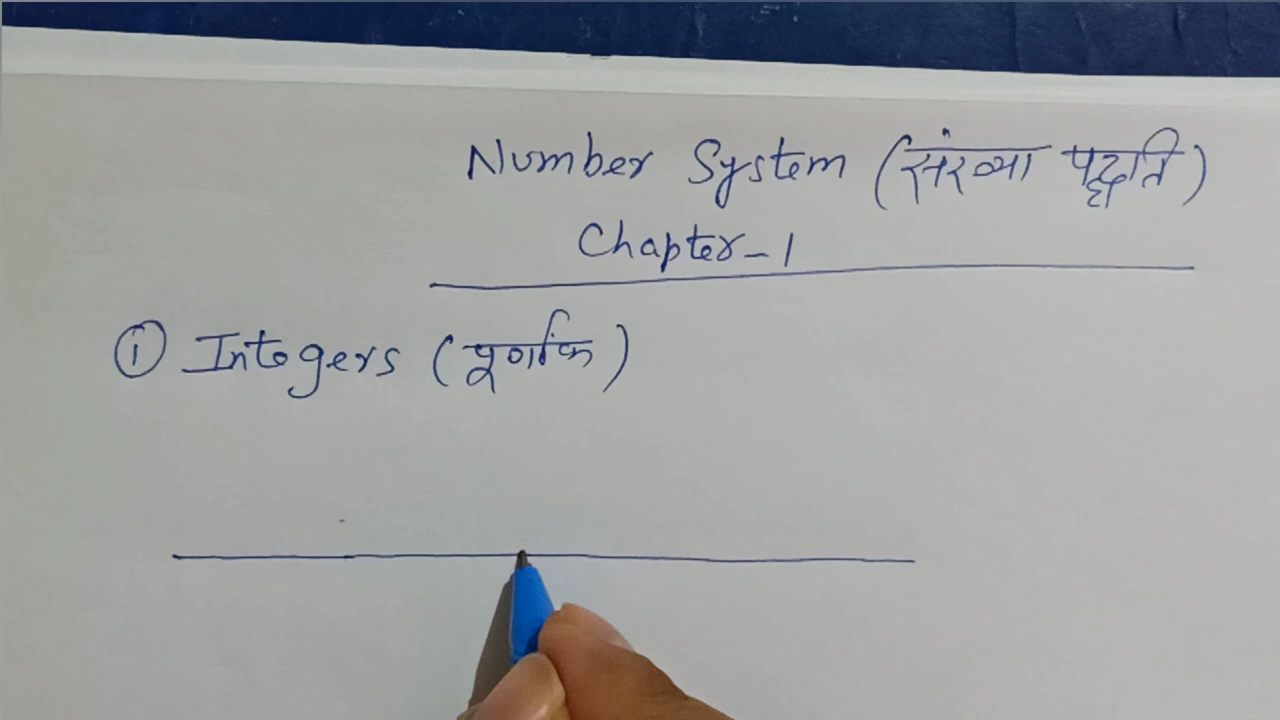 Number System (संख्या पद्धति)
Chapter-1
① Integers (पूर्णांक)